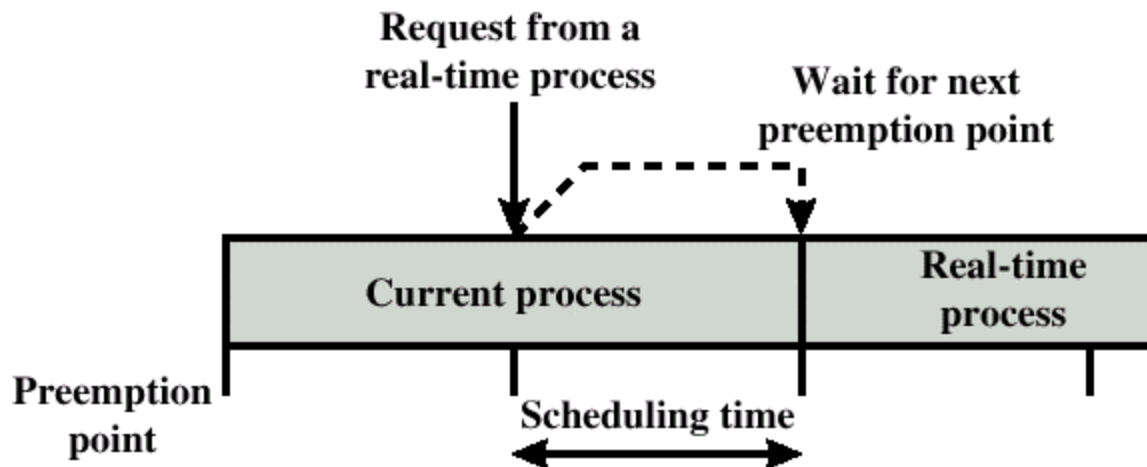 Request from a
real-time process
Wait for next
preemption point
Current process
Real-time
process
Preemption
point
Scheduling time